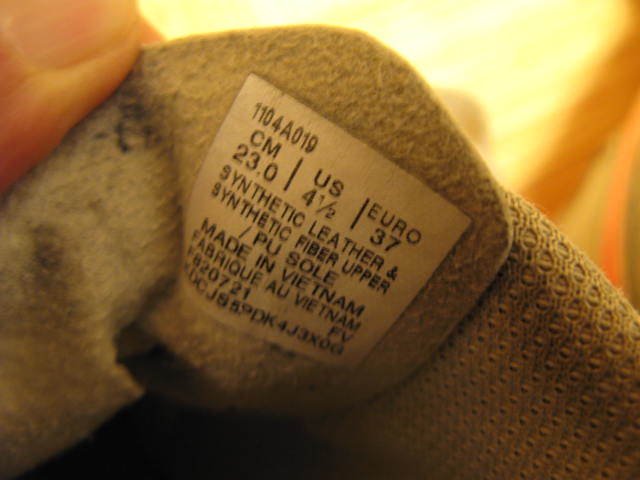 1104A019
CM | US | EURO
23.0 | 4½ | 37
SYNTHETIC LEATHER &
SYNTHETIC FIBER UPPER
/ PU SOLE
MADE IN VIETNAM
FABRIQUE AU VIETNAM
FV